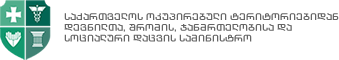 საქართველოს ოკუპირებული ტერიტორიებიდან
დევნილთა, შრომის, ჯანმრთელობისა და
სოციალური დაცვის სამინისტრო